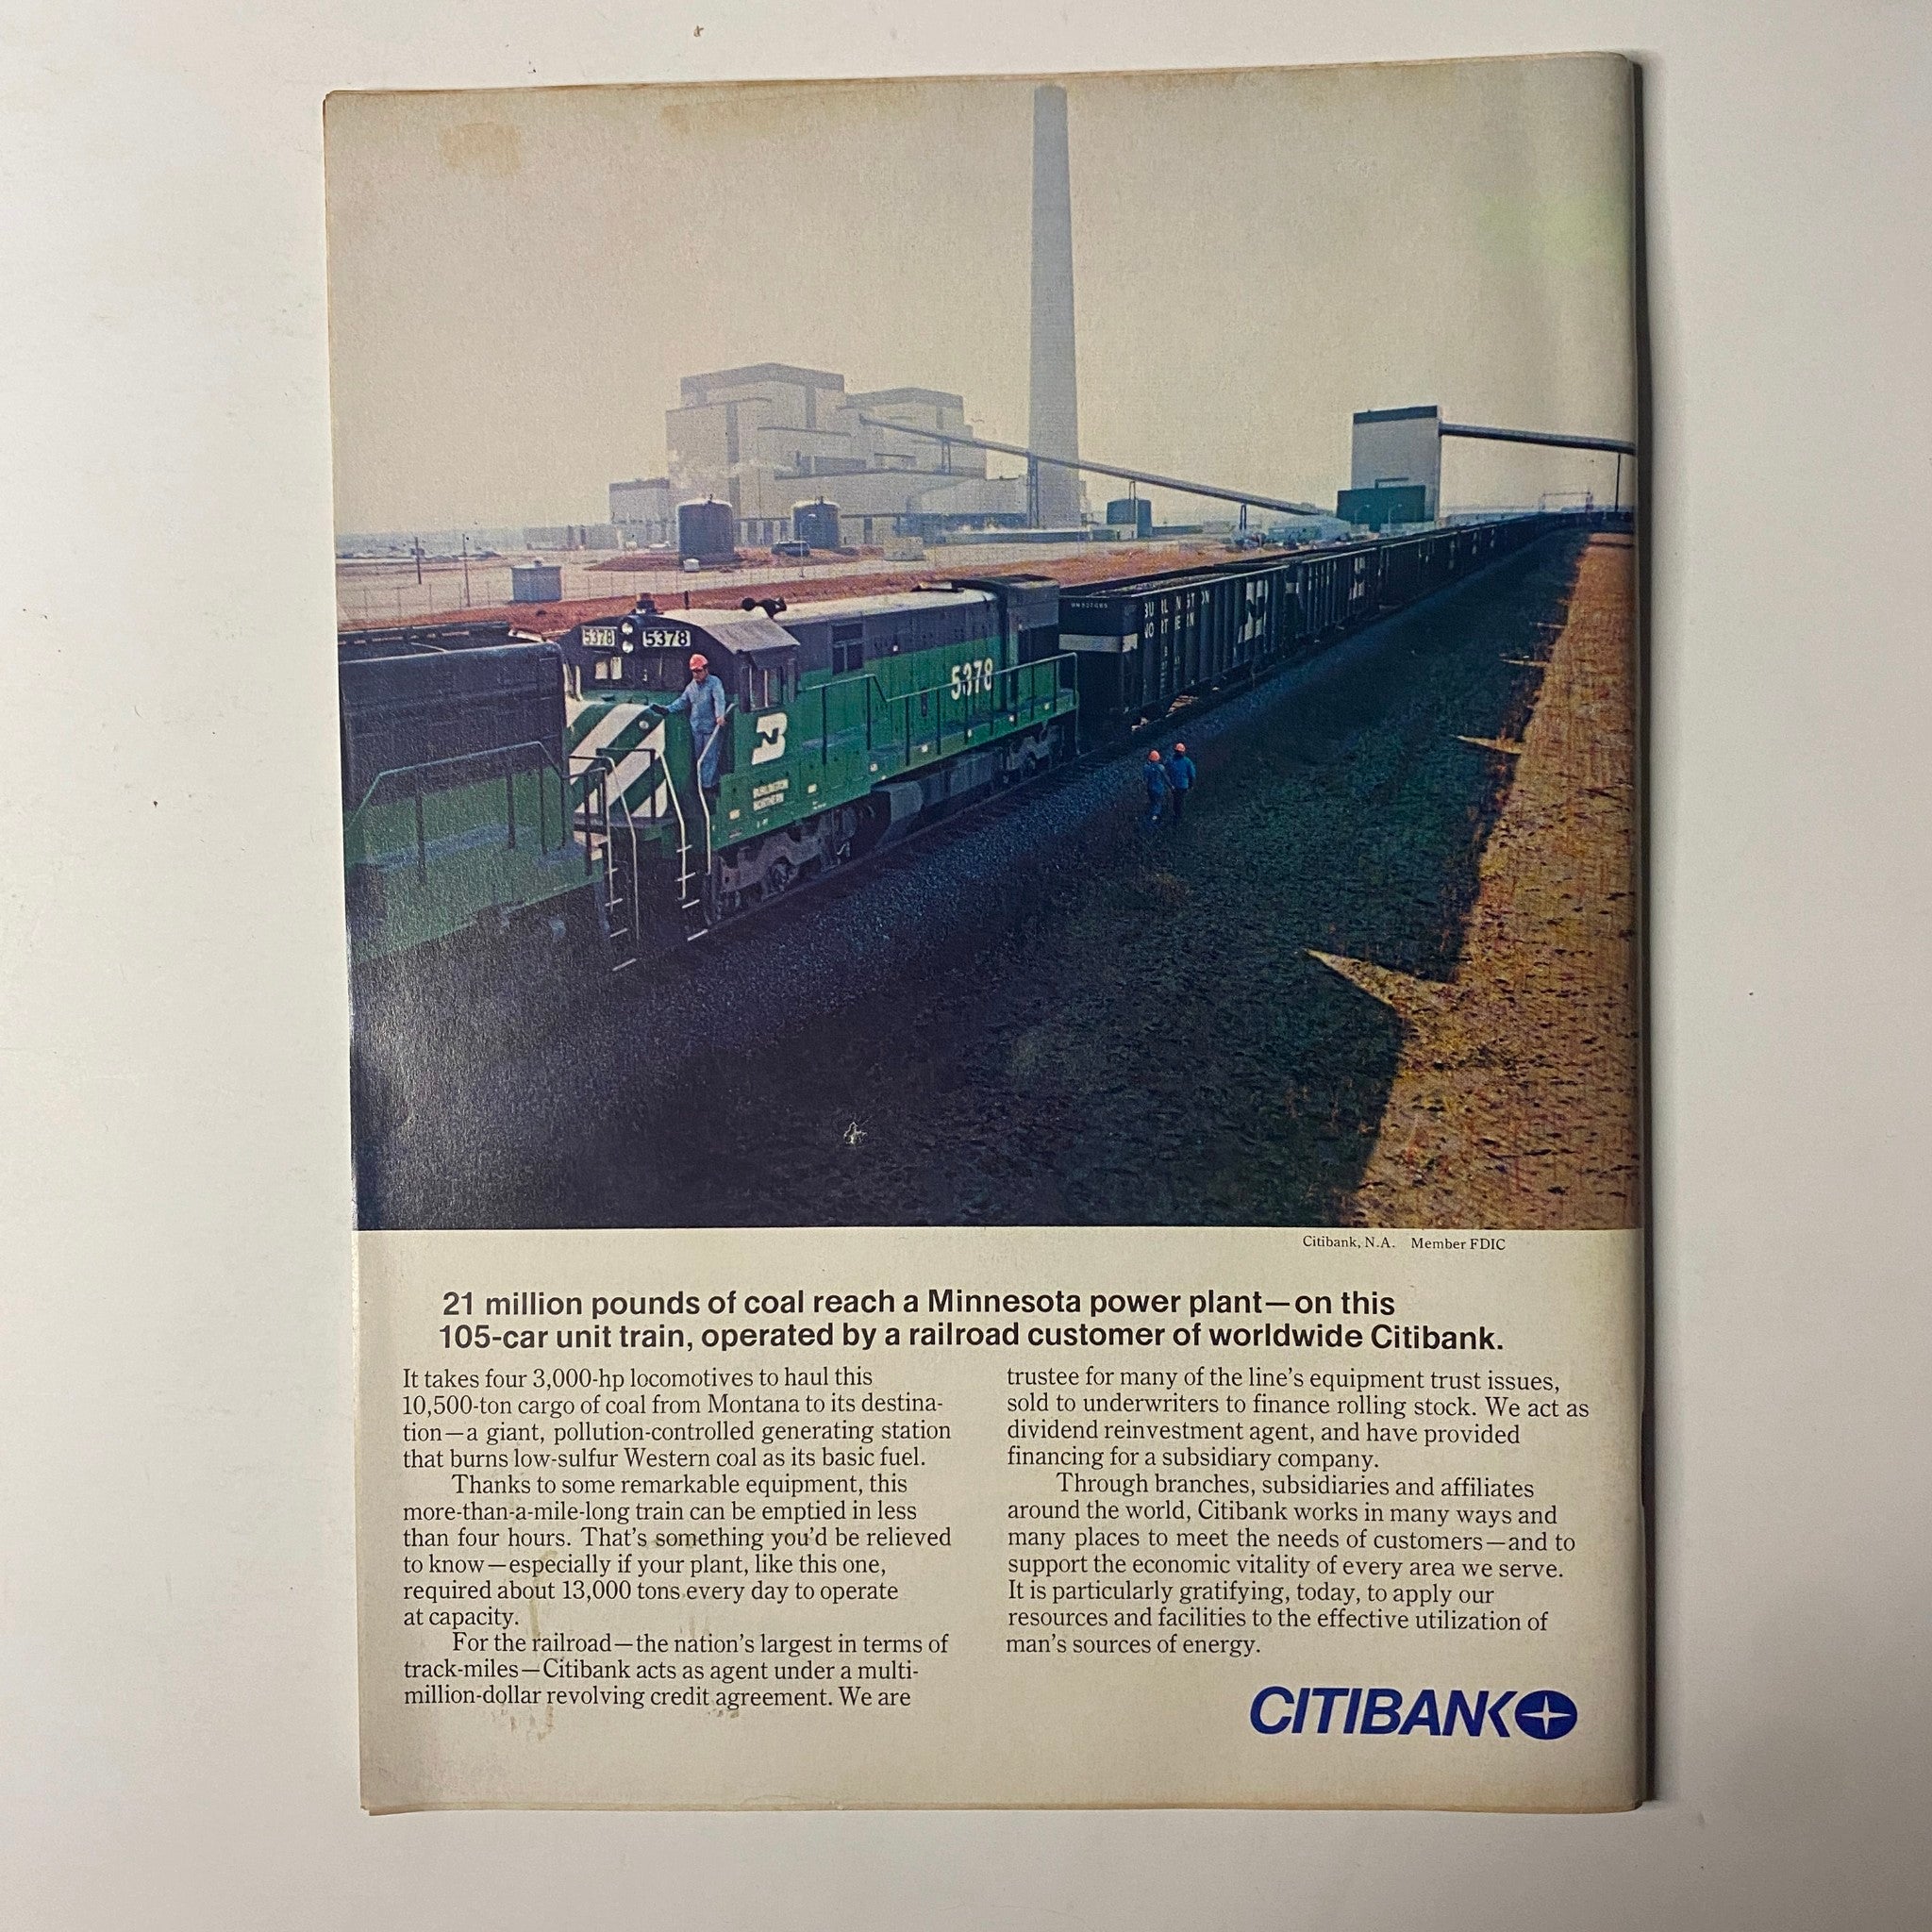 5378 5378
5378
BN
BURLINGTON
NORTHERN
Citibank, N.A. Member FDIC
21 million pounds of coal reach a Minnesota power plant—on this
105-car unit train, operated by a railroad customer of worldwide Citibank.
It takes four 3,000-hp locomotives to haul this
10,500-ton cargo of coal from Montana to its destina-
tion—a giant, pollution-controlled generating station
that burns low-sulfur Western coal as its basic fuel.
Thanks to some remarkable equipment, this
more-than-a-mile-long train can be emptied in less
than four hours. That's something you'd be relieved
to know—especially if your plant, like this one,
required about 13,000 tons every day to operate
at capacity.
For the railroad—the nation's largest in terms of
track-miles—Citibank acts as agent under a multi-
million-dollar revolving credit agreement. We are
trustee for many of the line's equipment trust issues,
sold to underwriters to finance rolling stock. We act as
dividend reinvestment agent, and have provided
financing for a subsidiary company.
Through branches, subsidiaries and affiliates
around the world, Citibank works in many ways and
many places to meet the needs of customers—and to
support the economic vitality of every area we serve.
It is particularly gratifying, today, to apply our
resources and facilities to the effective utilization of
man's sources of energy.
CITIBANK